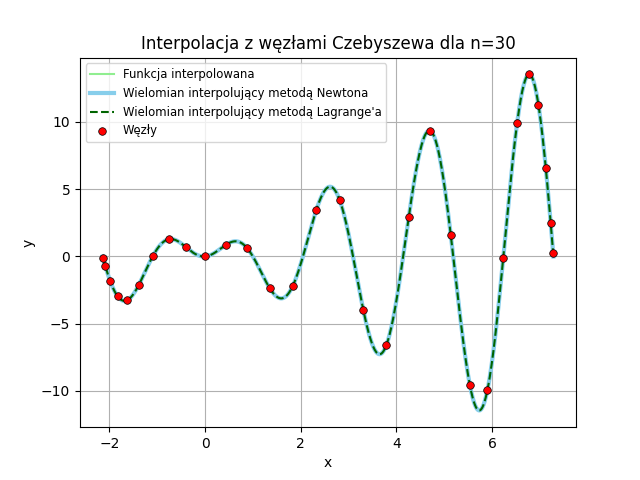 Interpolacja z węzłami Czebyszewa dla n=30
Funkcja interpolowana
Wielomian interpolujący metodą Newtona
Wielomian interpolujący metodą Lagrange'a
Węzły
10
5
0
−5
−10
y
−2
0
2
4
6
x